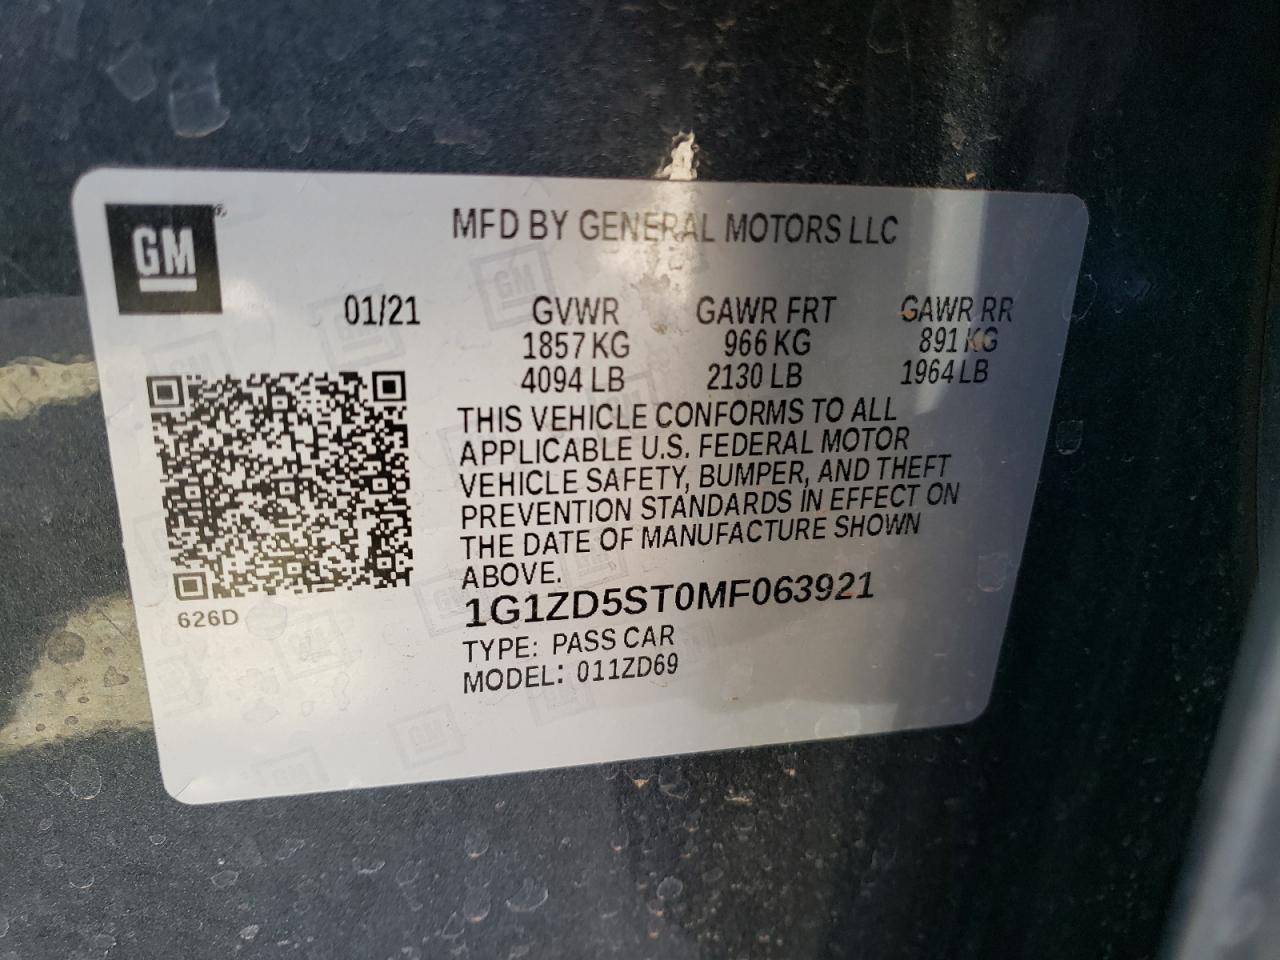 GM
MFD BY GENERAL MOTORS LLC
01/21 GVWR GAWR FRT GAWR RR
1857 KG 966 KG 891 KG
4094 LB 2130 LB 1964 LB
THIS VEHICLE CONFORMS TO ALL
APPLICABLE U.S. FEDERAL MOTOR
VEHICLE SAFETY, BUMPER, AND THEFT
PREVENTION STANDARDS IN EFFECT ON
THE DATE OF MANUFACTURE SHOWN
ABOVE.
626D
1G1ZD5ST0MF063921
TYPE: PASS CAR
MODEL: 011ZD69